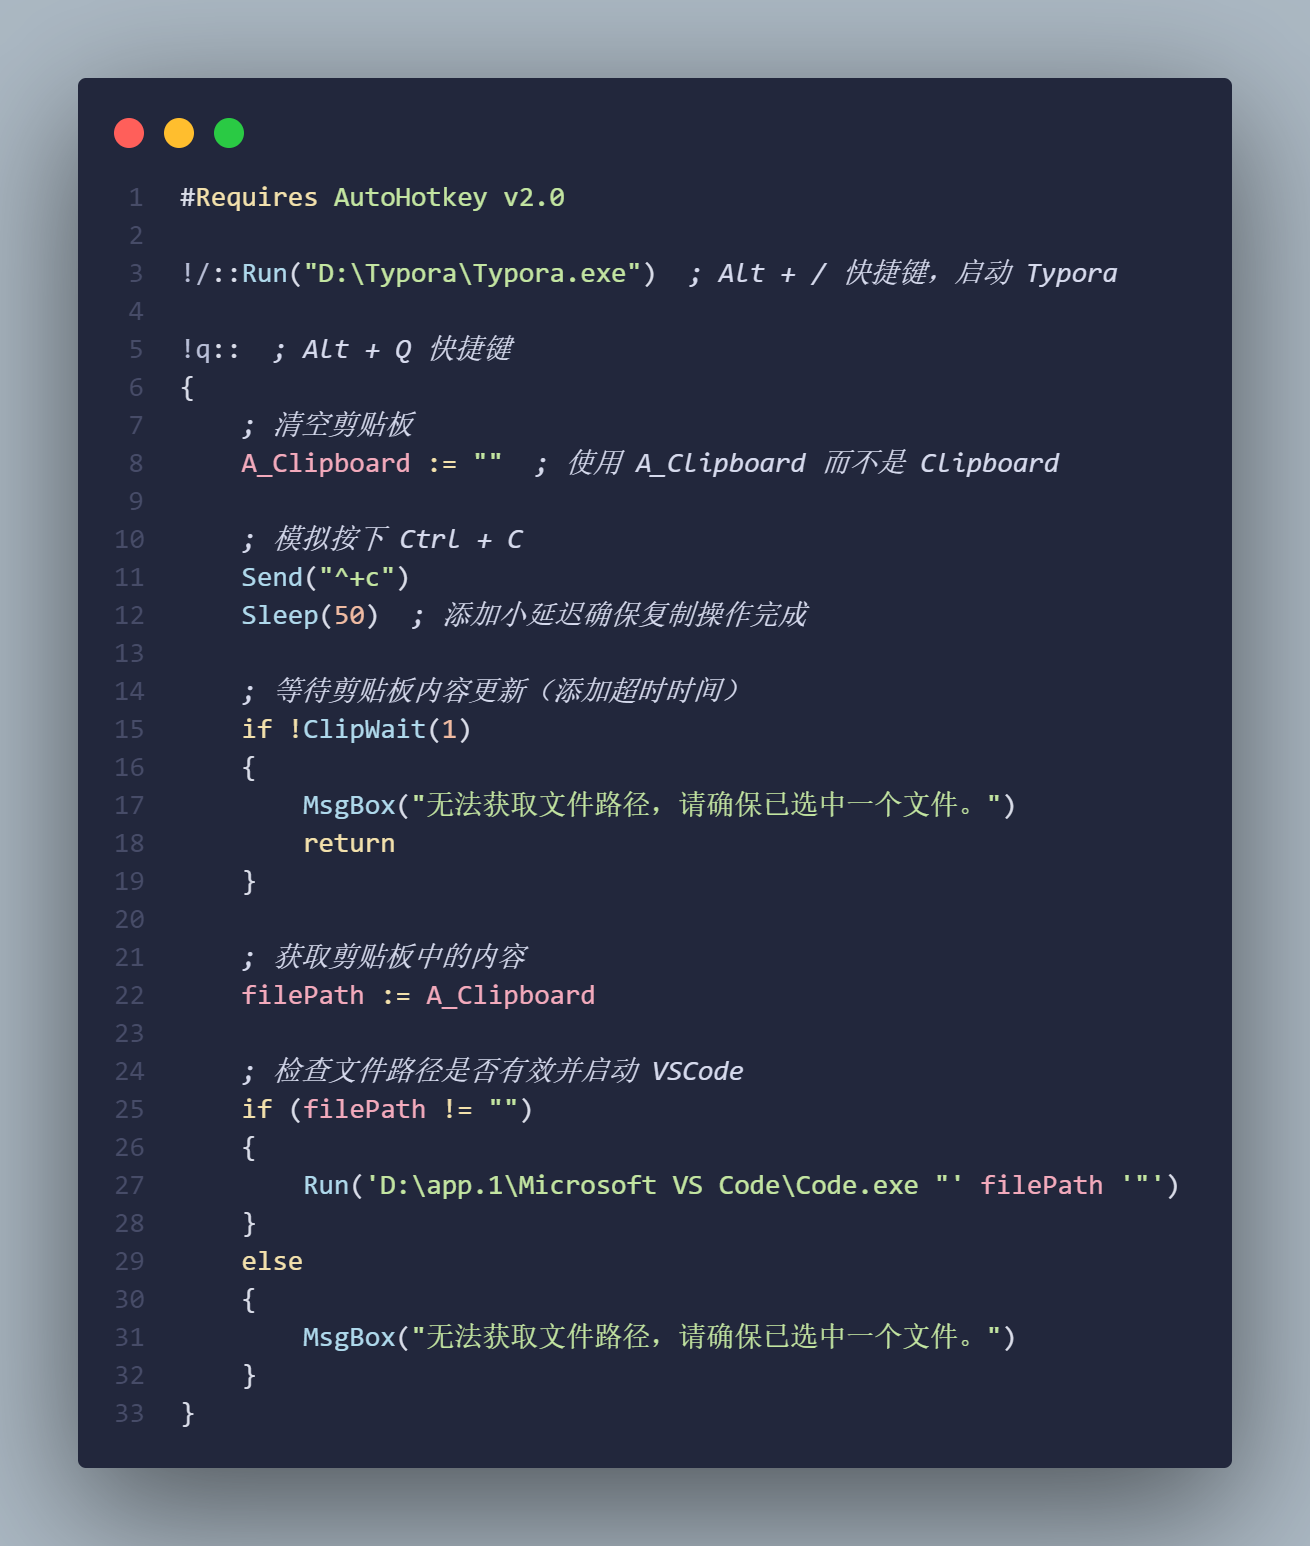 1 #Requires AutoHotkey v2.0
2
3 !/::Run("D:\Typora\Typora.exe")  ; Alt + / 快捷键，启动 Typora
4
5 !q::  ; Alt + Q 快捷键
6 {
7     ; 清空剪贴板
8     A_Clipboard := ""  ; 使用 A_Clipboard 而不是 Clipboard
9
10     ; 模拟按下 Ctrl + C
11     Send("^+c")
12     Sleep(50)  ; 添加小延迟确保复制操作完成
13
14     ; 等待剪贴板内容更新（添加超时时间）
15     if !ClipWait(1)
16     {
17         MsgBox("无法获取文件路径，请确保已选中一个文件。")
18         return
19     }
20
21     ; 获取剪贴板中的内容
22     filePath := A_Clipboard
23
24     ; 检查文件路径是否有效并启动 VSCode
25     if (filePath != "")
26     {
27         Run('D:\app.1\Microsoft VS Code\Code.exe "' filePath '"')
28     }
29     else
30     {
31         MsgBox("无法获取文件路径，请确保已选中一个文件。")
32     }
33 }